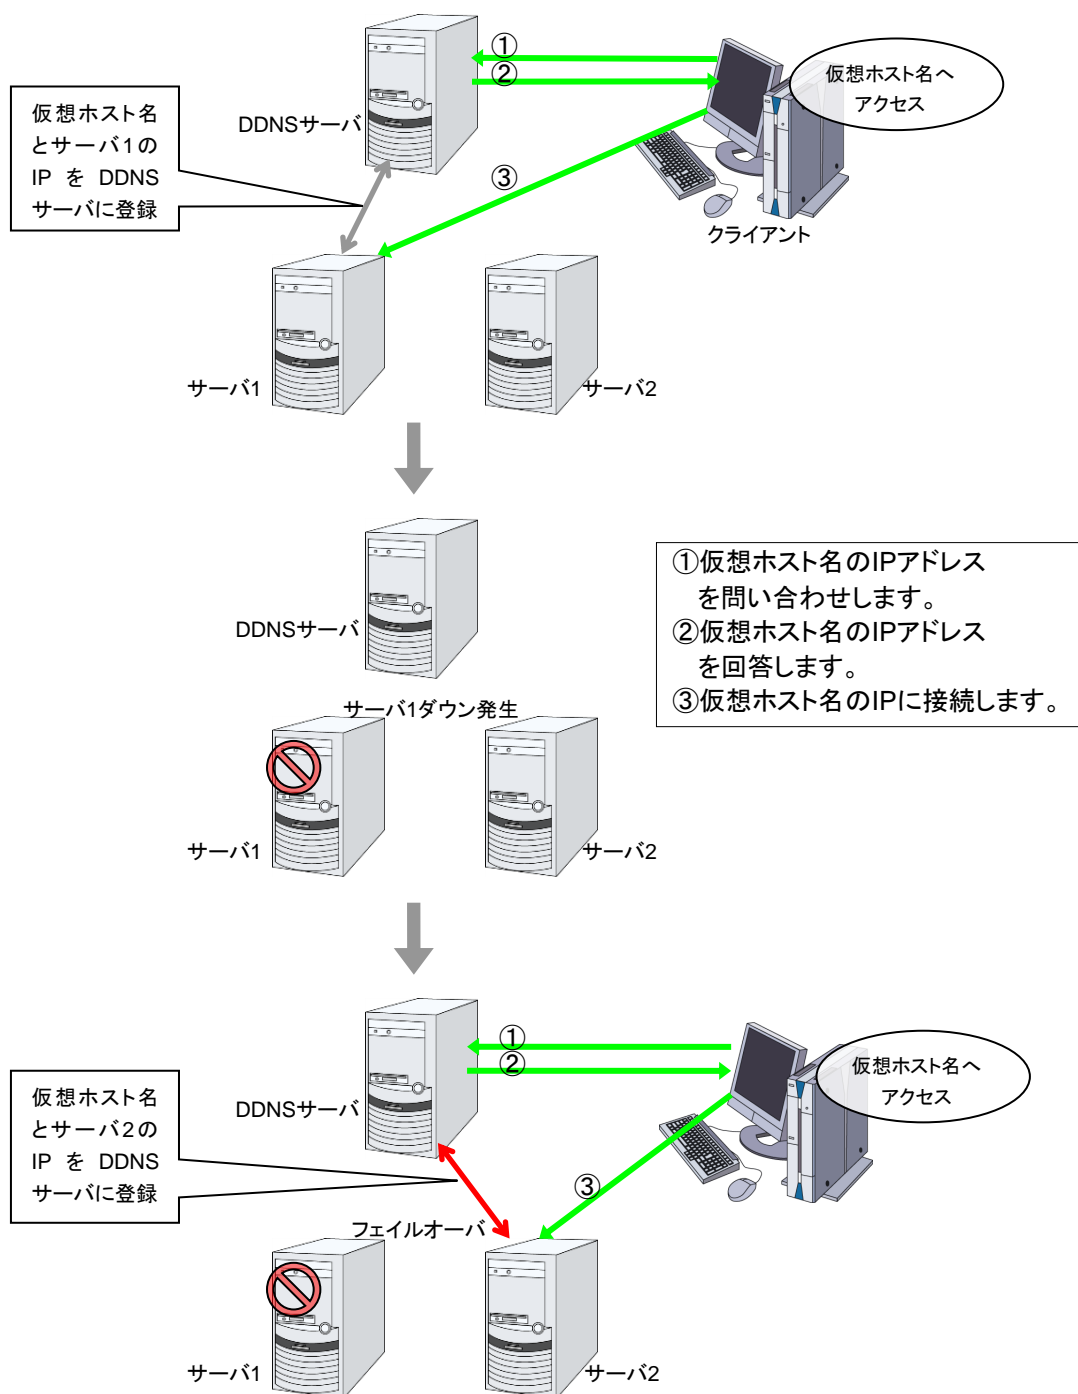 ①
②
仮想ホスト名へ
アクセス
仮想ホスト名
とサーバ1の
IP を DDNS
サーバに登録
DDNSサーバ
③
クライアント
サーバ1
サーバ2
DDNSサーバ
①仮想ホスト名のIPアドレス
を問い合わせします。
②仮想ホスト名のIPアドレス
を回答します。
③仮想ホスト名のIPに接続します。
サーバ1ダウン発生
サーバ1
サーバ2
①
②
仮想ホスト名へ
アクセス
仮想ホスト名
とサーバ2の
IP を DDNS
サーバに登録
DDNSサーバ
③
フェイルオーバ
サーバ1
サーバ2